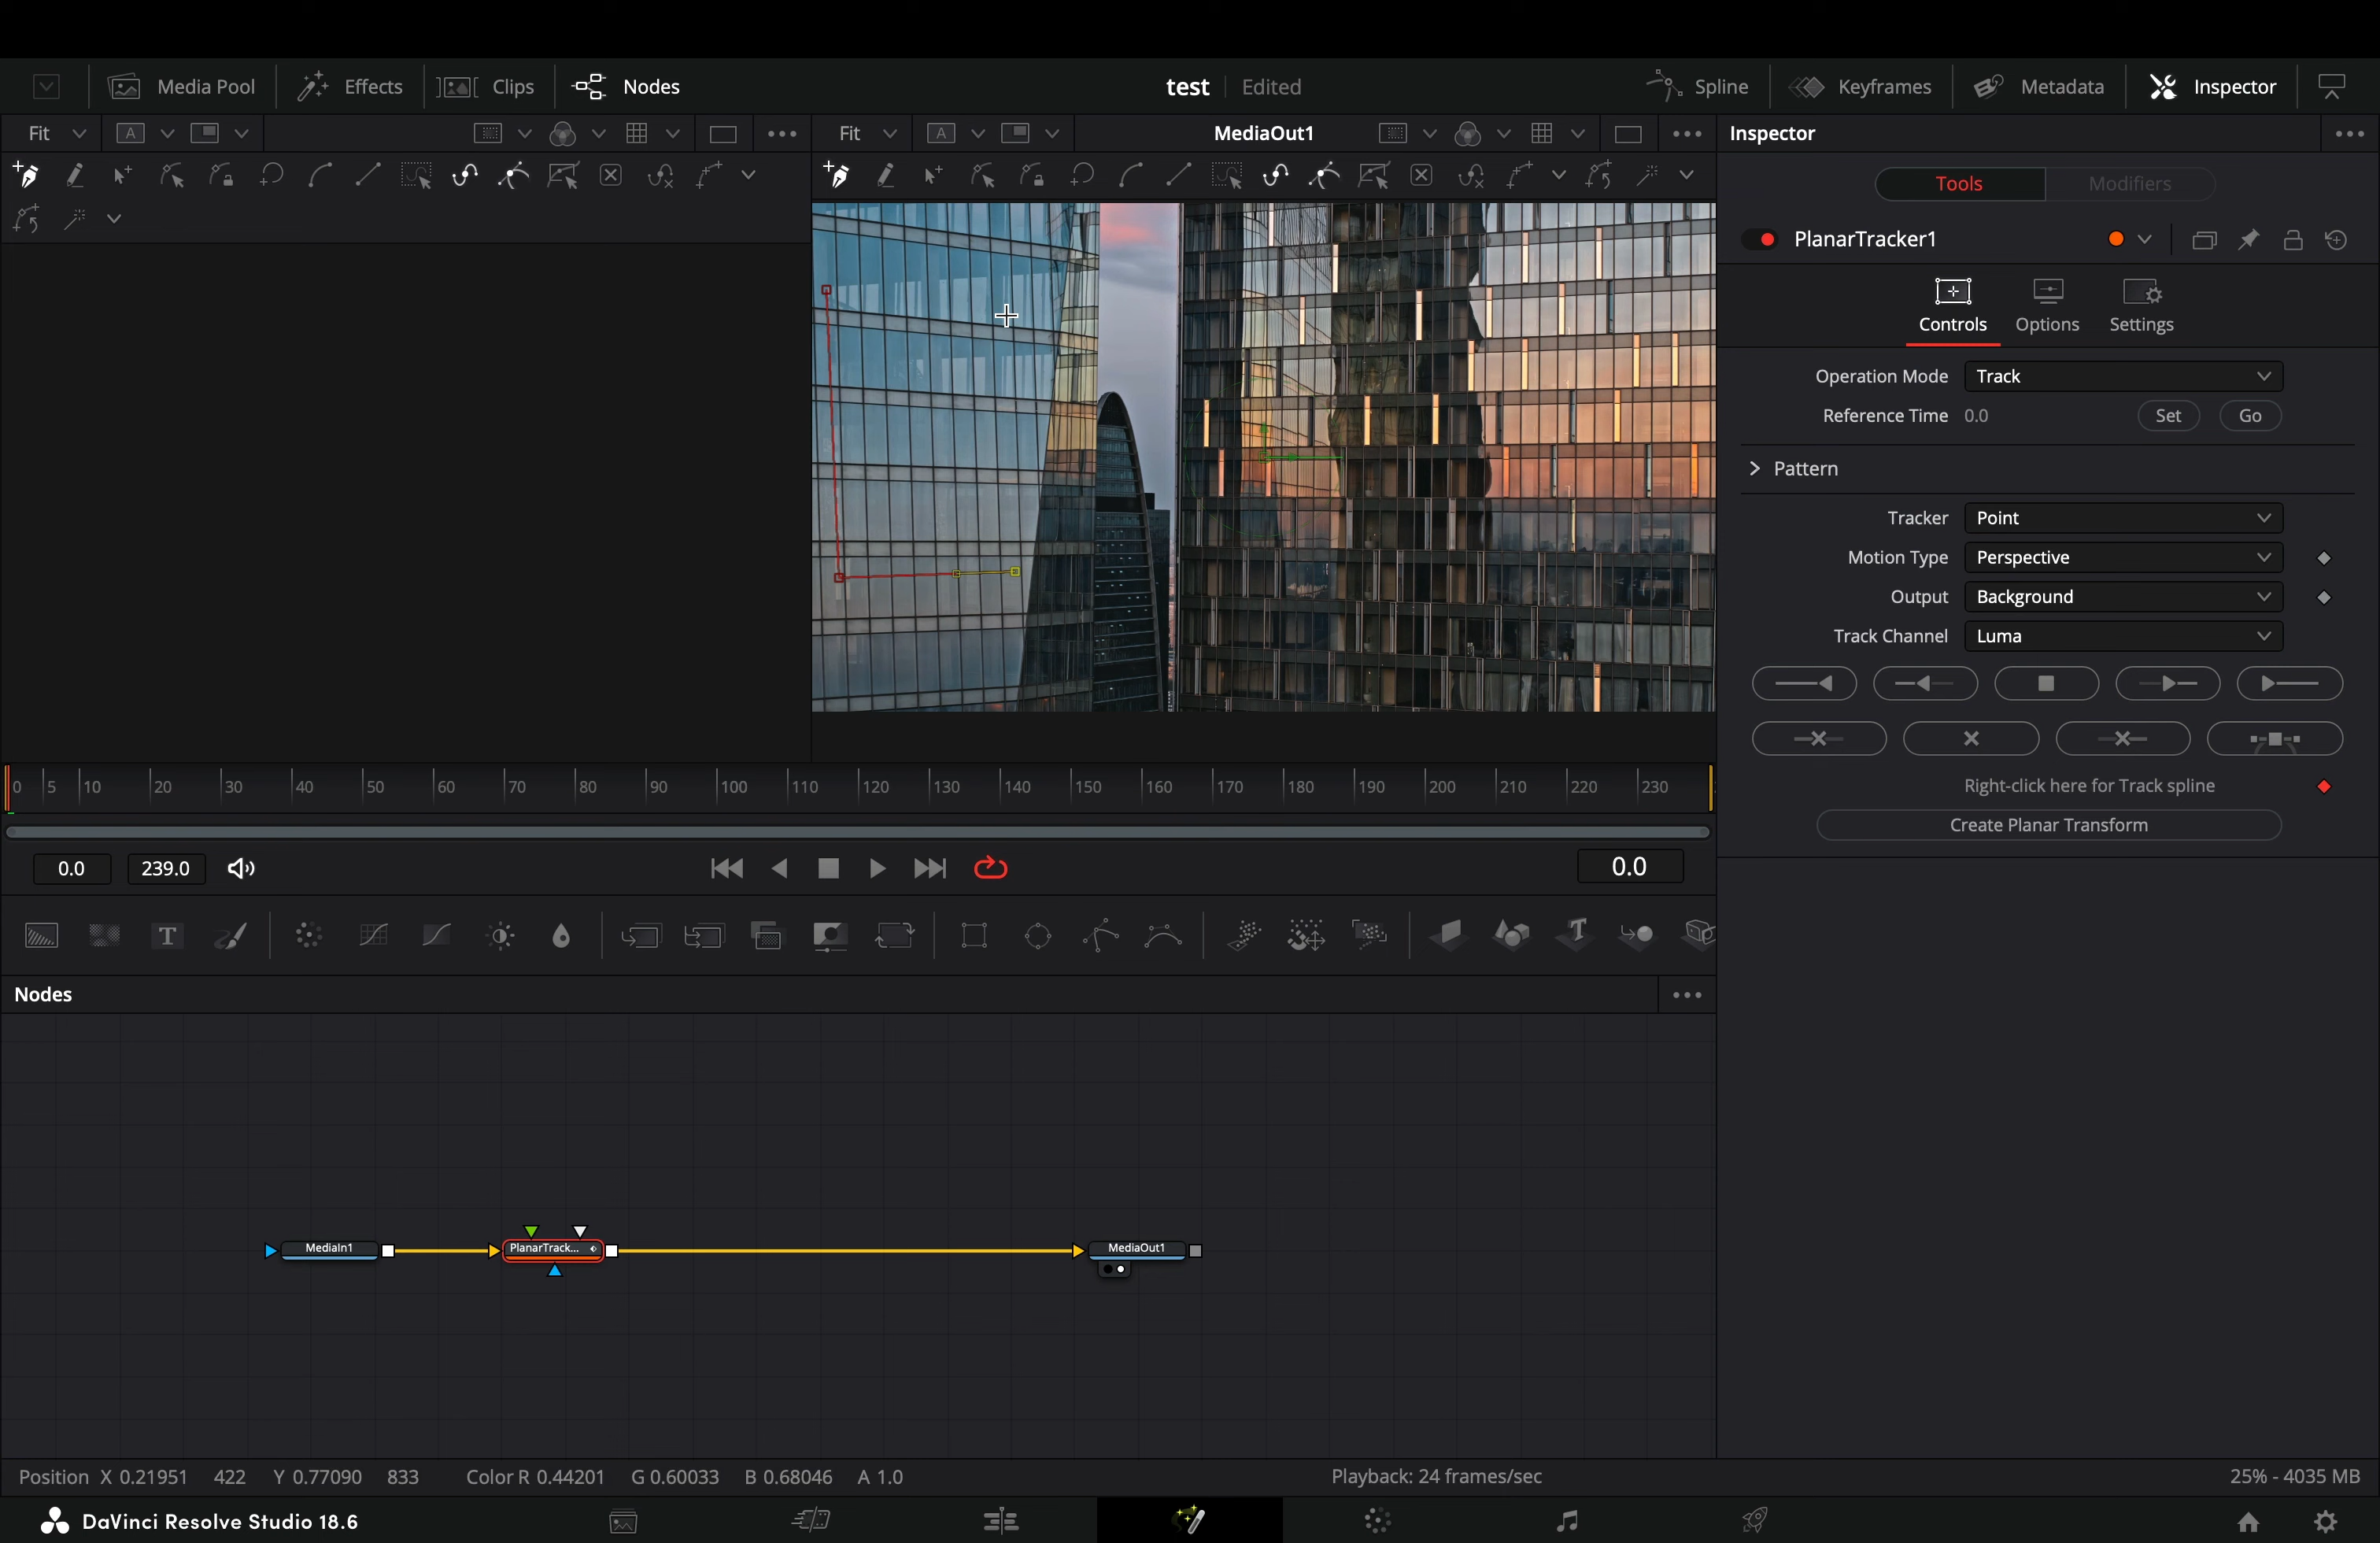 Media Pool Effects Clips Nodes test Edited Spline Keyframes Metadata Inspector
Fit A Fit A MediaOut1 Inspector
Tools Modifiers
PlanarTracker1
Controls Options Settings
Operation Mode Track
Reference Time 0.0 Set Go
Pattern
Tracker Point
Motion Type Perspective
Output Background
Track Channel Luma
Right-click here for Track spline
Create Planar Transform
0 5 10 20 30 40 50 60 70 80 90 100 110 120 130 140 150 160 170 180 190 200 210 220 230
0.0 239.0 0.0
T T
Nodes
MediaIn1 PlanarTrack... MediaOut1
Position X 0.21951 422 Y 0.77090 833 Color R 0.44201 G 0.60033 B 0.68046 A 1.0 Playback: 24 frames/sec 25% - 4035 MB
DaVinci Resolve Studio 18.6